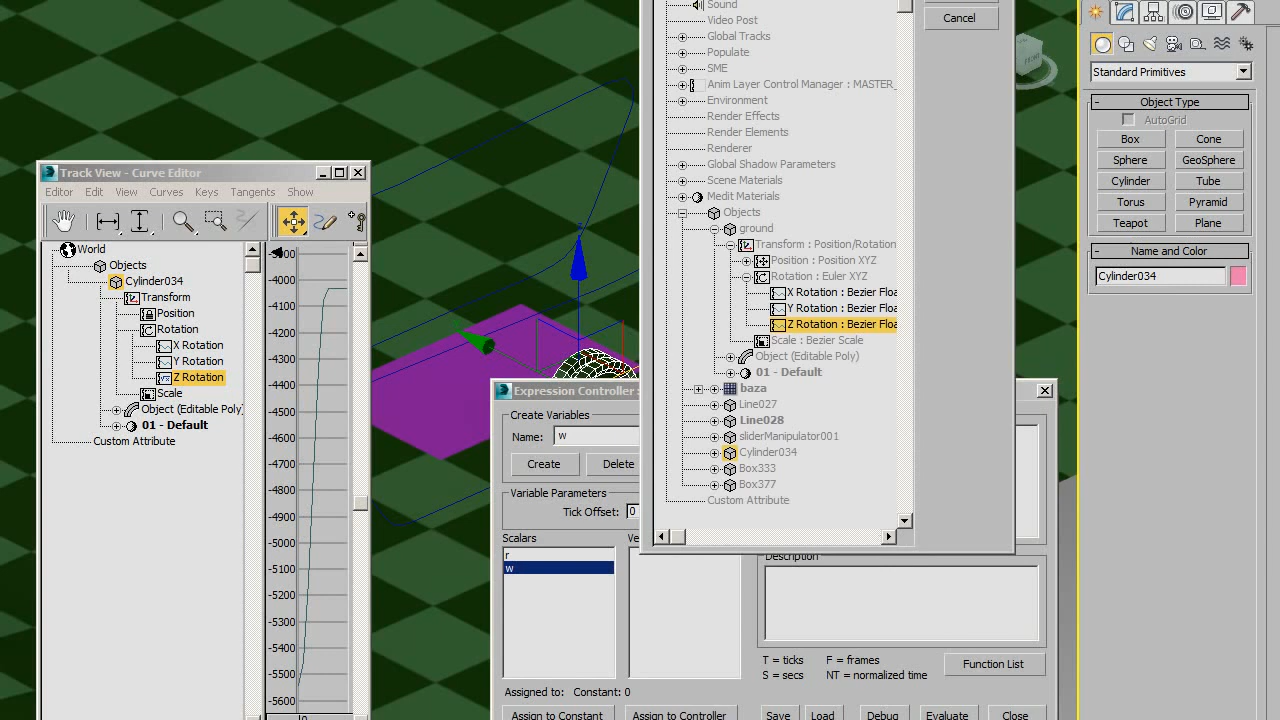 Track View - Curve Editor
Editor Edit View Curves Keys Tangents Show
World
Objects
Cylinder034
Transform
Position
Rotation
X Rotation
Y Rotation
Z Rotation
Scale
Object (Editable Poly)
01 - Default
Custom Attribute
-4100
-4200
-4300
-4400
-4500
-4600
-4700
-4800
-4900
-5000
-5100
-5200
-5300
-5400
-5500
-5600
0
Sound
Video Post
Global Tracks
Populate
SME
Anim Layer Control Manager : MASTER_
Environment
Render Effects
Render Elements
Renderer
Global Shadow Parameters
Scene Materials
Medit Materials
Objects
ground
Transform : Position/Rotation
Position : Position XYZ
Rotation : Euler XYZ
X Rotation : Bezier Floa
Y Rotation : Bezier Floa
Z Rotation : Bezier Floa
Scale : Bezier Scale
Object (Editable Poly)
01 - Default
baza
Line027
Line028
sliderManipulator001
Cylinder034
Box333
Box377
Custom Attribute
Cancel
Expression Controller :
Create Variables
Name: w
Create Delete
Variable Parameters
Tick Offset: 0
Scalars
Ve
r
w
Description
T = ticks F = frames
S = secs NT = normalized time
Function List
Assigned to: Constant: 0
Assign to Constant Assign to Controller Save Load Debug Evaluate Close
Standard Primitives
- Object Type
AutoGrid
Box Cone
Sphere GeoSphere
Cylinder Tube
Torus Pyramid
Teapot Plane
- Name and Color
Cylinder034